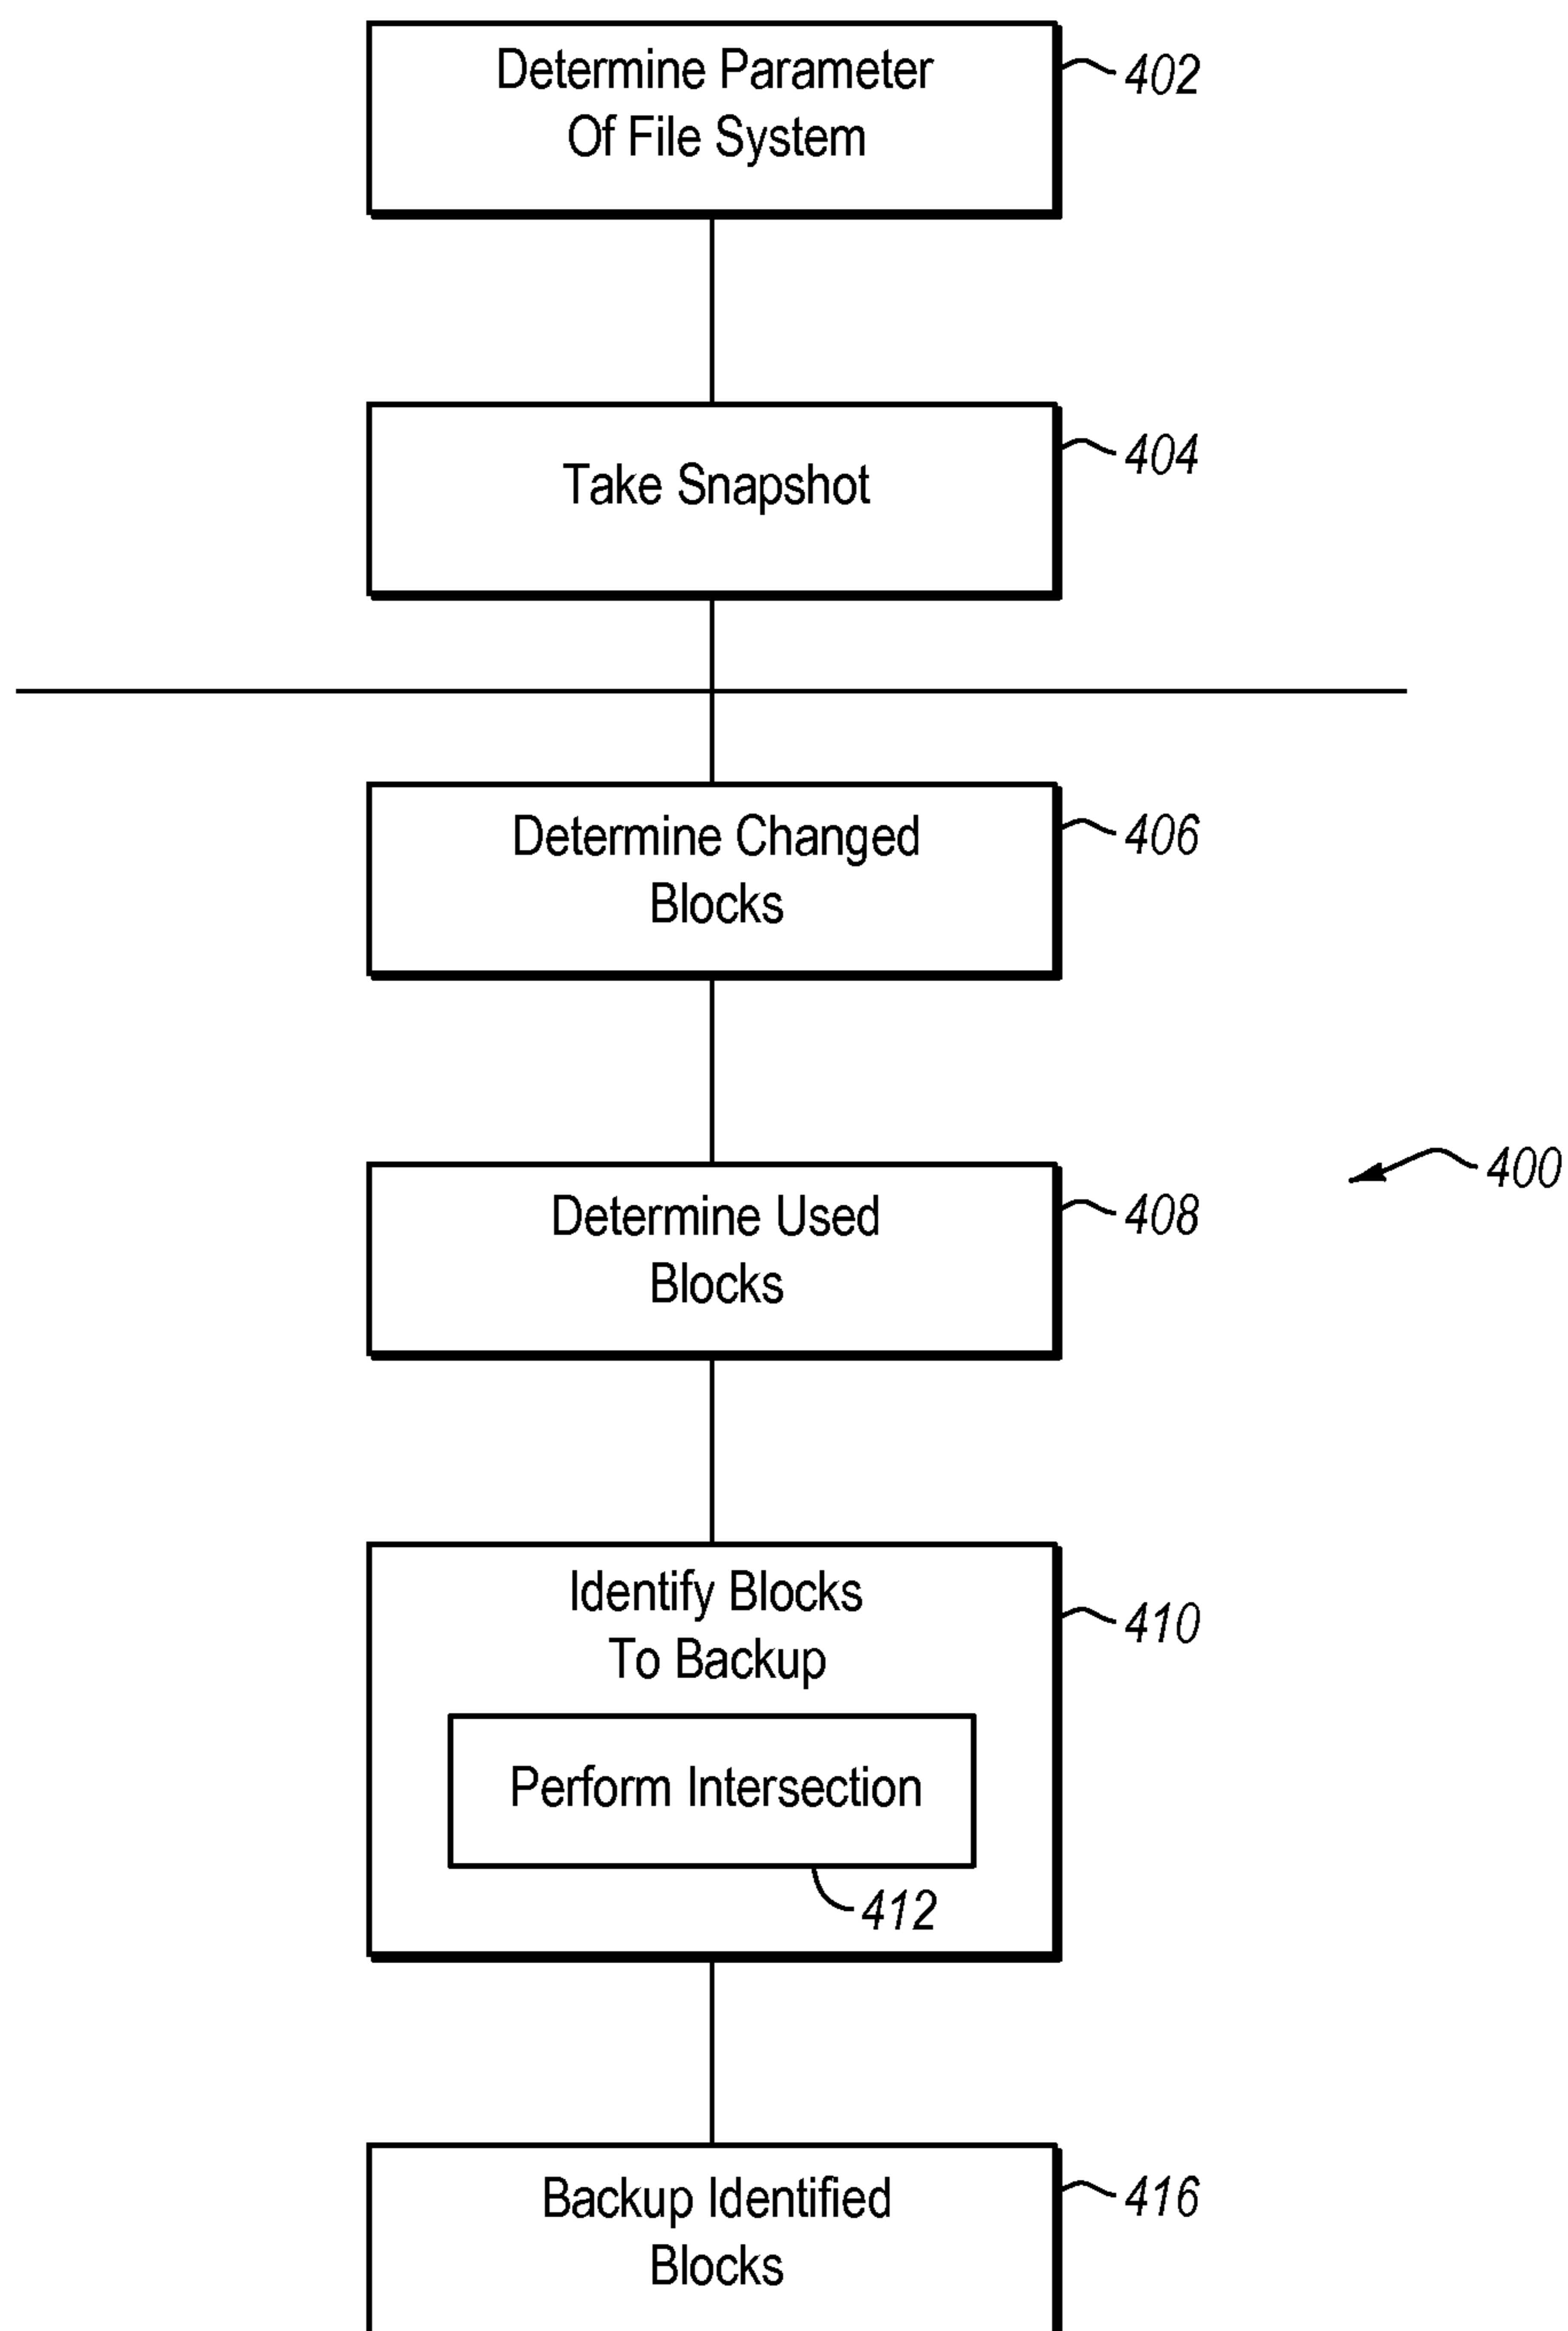 Determine Parameter
Of File System
402
Take Snapshot
404
Determine Changed
Blocks
406
Determine Used
Blocks
408
400
Identify Blocks
To Backup
410
Perform Intersection
412
Backup Identified
Blocks
416